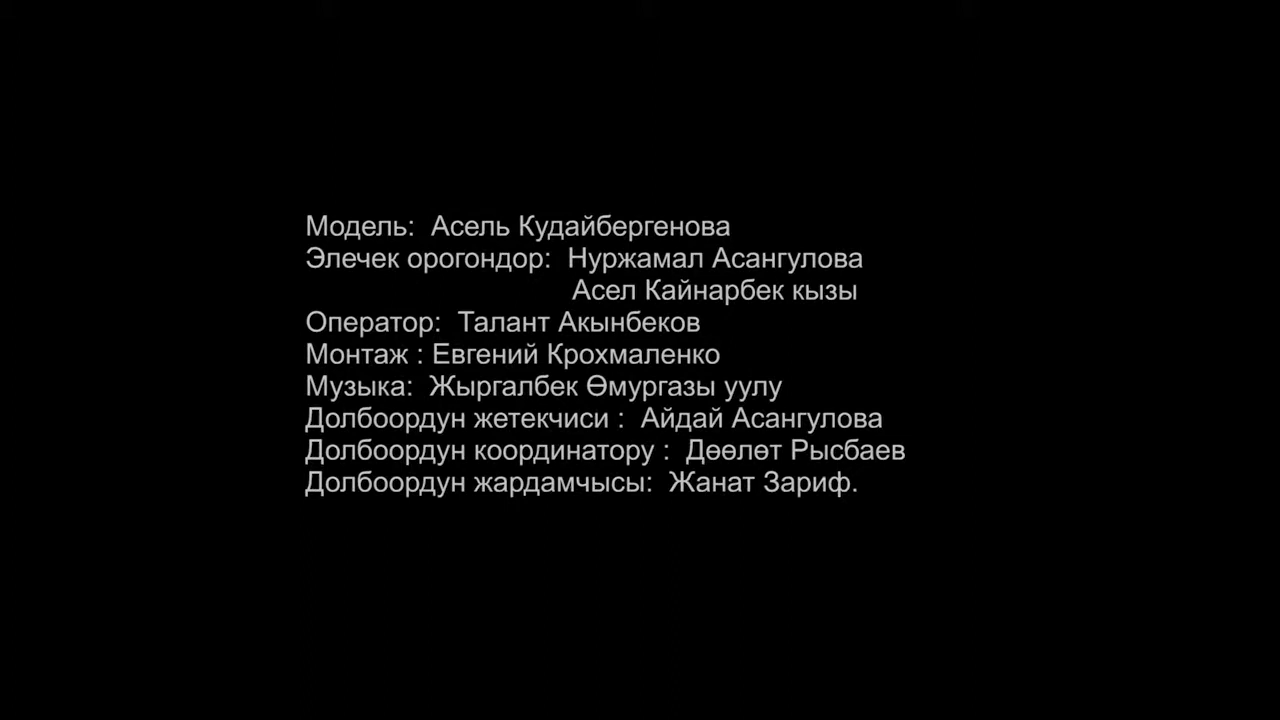 Модель: Асель Кудайбергенова
Элечек орогондор: Нуржамал Асангулова
Асел Кайнарбек кызы
Оператор: Талант Акынбеков
Монтаж : Евгений Крохмаленко
Музыка: Жыргалбек Өмургазы уулу
Долбоордун жетекчиси : Айдай Асангулова
Долбоордун координатору : Дөөлөт Рысбаев
Долбоордун жардамчысы: Жанат Зариф.